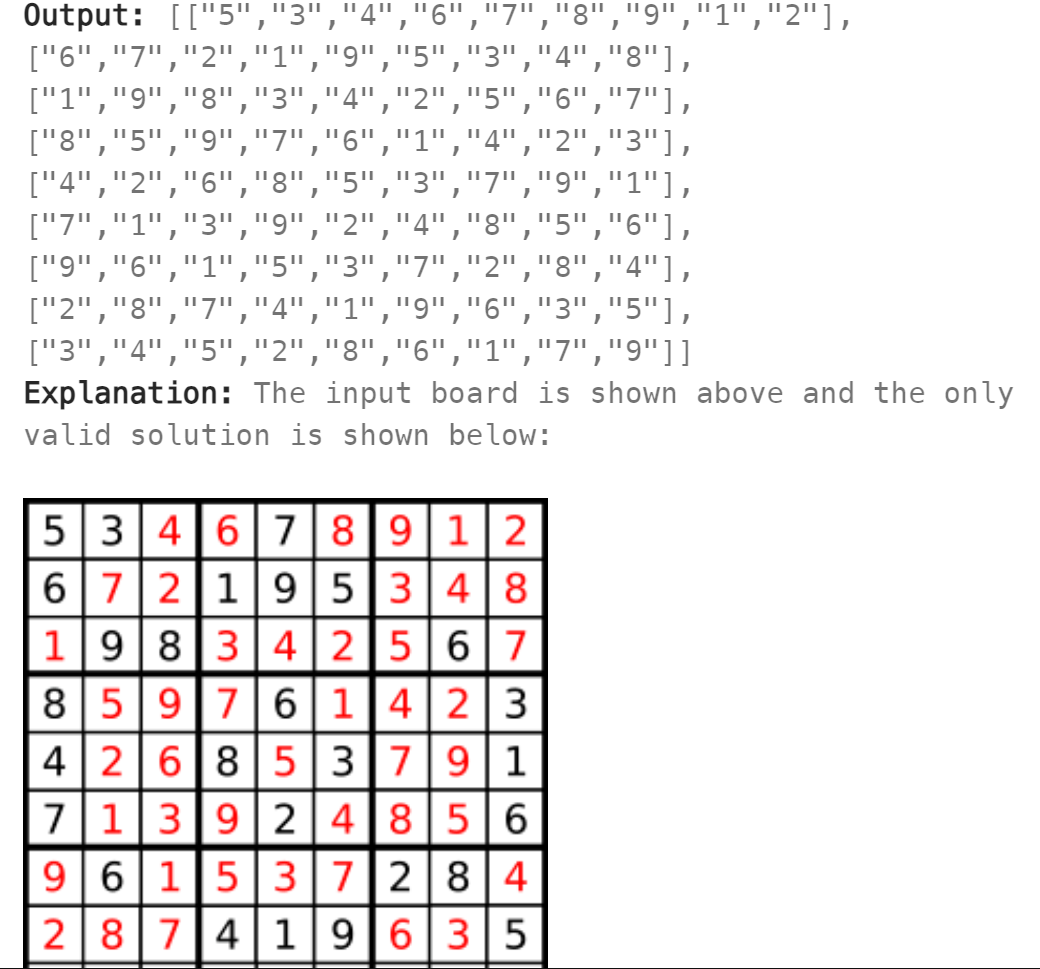 Output: [["5","3","4","6","7","8","9","1","2"],
["6","7","2","1","9","5","3","4","8"],
["1","9","8","3","4","2","5","6","7"],
["8","5","9","7","6","1","4","2","3"],
["4","2","6","8","5","3","7","9","1"],
["7","1","3","9","2","4","8","5","6"],
["9","6","1","5","3","7","2","8","4"],
["2","8","7","4","1","9","6","3","5"],
["3","4","5","2","8","6","1","7","9"]]
Explanation: The input board is shown above and the only
valid solution is shown below:
5 3 4 6 7 8 9 1 2
6 7 2 1 9 5 3 4 8
1 9 8 3 4 2 5 6 7
8 5 9 7 6 1 4 2 3
4 2 6 8 5 3 7 9 1
7 1 3 9 2 4 8 5 6
9 6 1 5 3 7 2 8 4
2 8 7 4 1 9 6 3 5